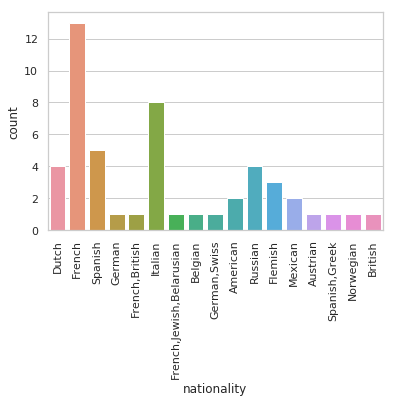 12
10
8
6
4
2
0
count
Dutch
French
Spanish
German
French,British
Italian
French,Jewish,Belarusian
Belgian
German,Swiss
American
Russian
Flemish
Mexican
Austrian
Spanish,Greek
Norwegian
British
nationality